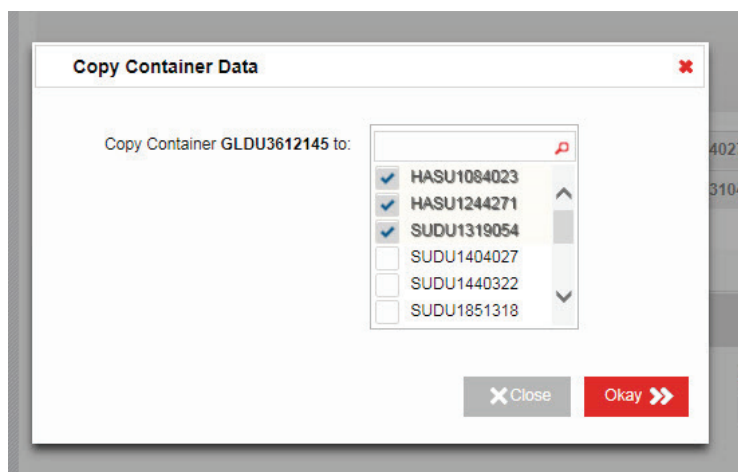 Copy Container Data
Copy Container GLDU3612145 to:
HASU1084023
HASU1244271
SUDU1319054
SUDU1404027
SUDU1440322
SUDU1851318
Close
Okay